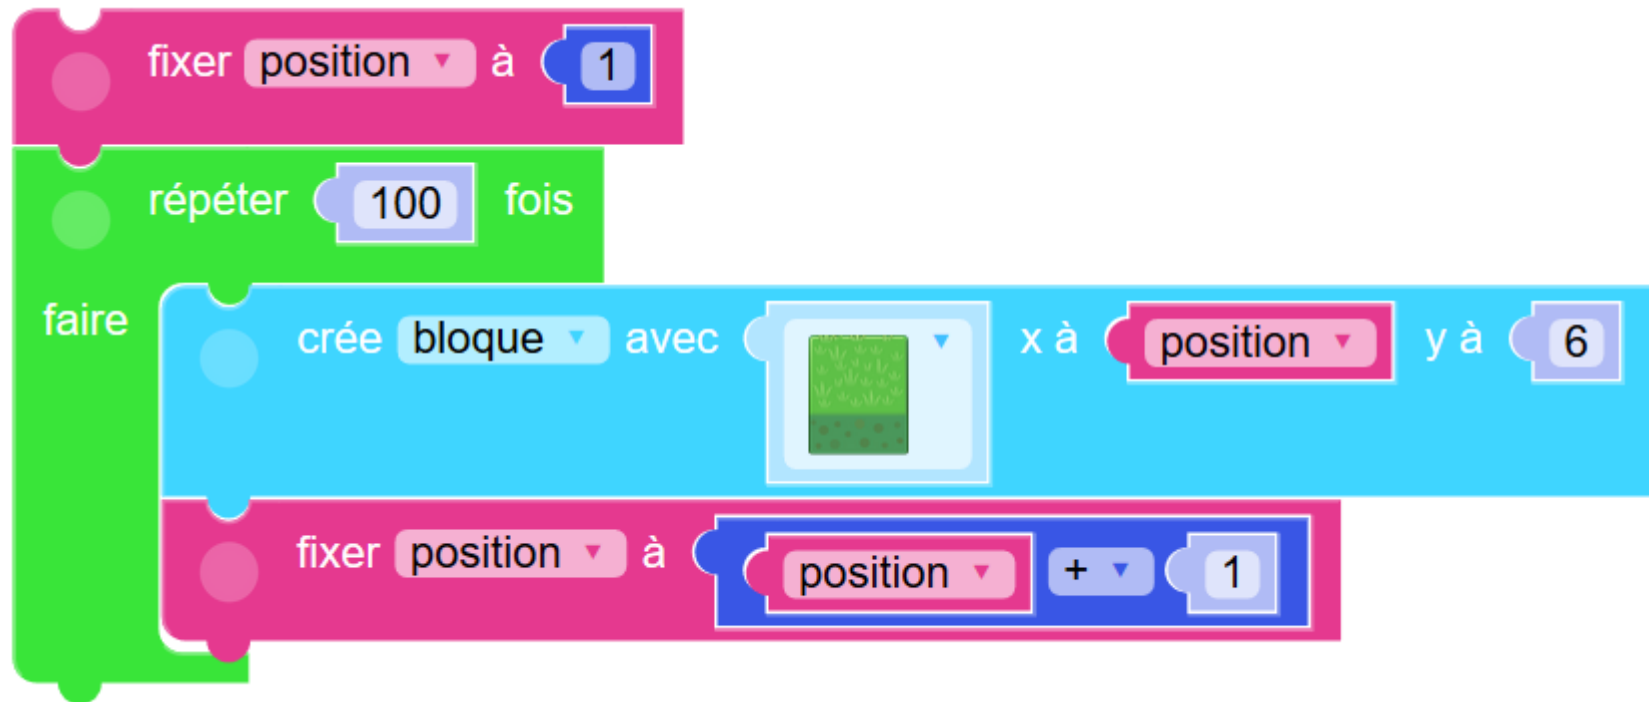 fixer position à 1
répéter 100 fois
faire crée bloque avec x à position y à 6
fixer position à position + 1